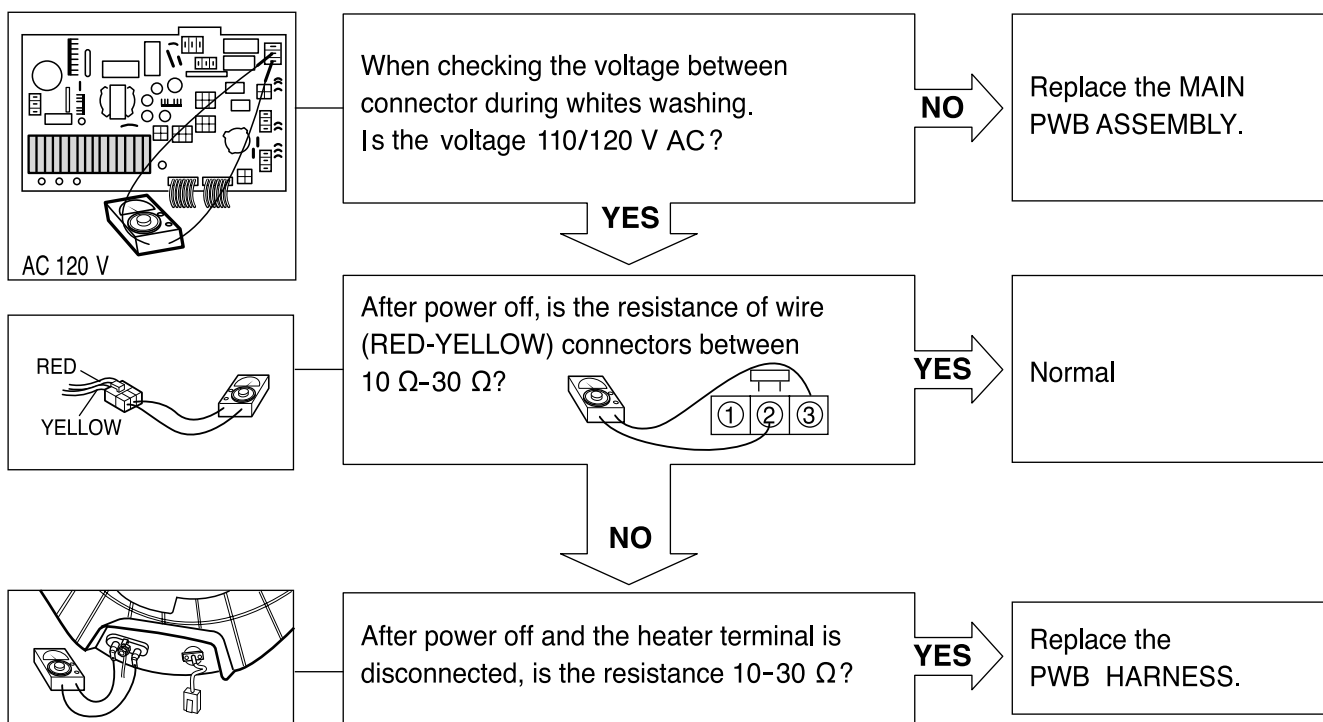 AC 120 V
When checking the voltage between
connector during whites washing.
Is the voltage 110/120 V AC?
NO
Replace the MAIN
PWB ASSEMBLY.
YES
RED
YELLOW
After power off, is the resistance of wire
(RED-YELLOW) connectors between
10 Ω-30 Ω?
① ② ③
YES
Normal
NO
After power off and the heater terminal is
disconnected, is the resistance 10-30 Ω?
YES
Replace the
PWB HARNESS.